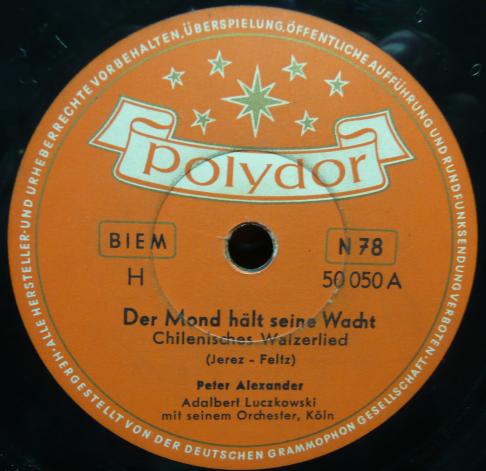 ALLE HERSTELLER- UND URHEBERRECHTE VORBEHALTEN. ÜBERSPIELUNG, ÖFFENTLICHE AUFFÜHRUNG UND RUNDFUNKSENDUNG VERBOTEN
polydor
BIEM
N 78
H
50 050 A
Der Mond hält seine Wacht
Chilenisches Walzerlied
(Jerez - Feltz)
Peter Alexander
Adalbert Luczkowski
mit seinem Orchester, Köln
HERGESTELLT VON DER DEUTSCHEN GRAMMOPHON GESELLSCHAFT